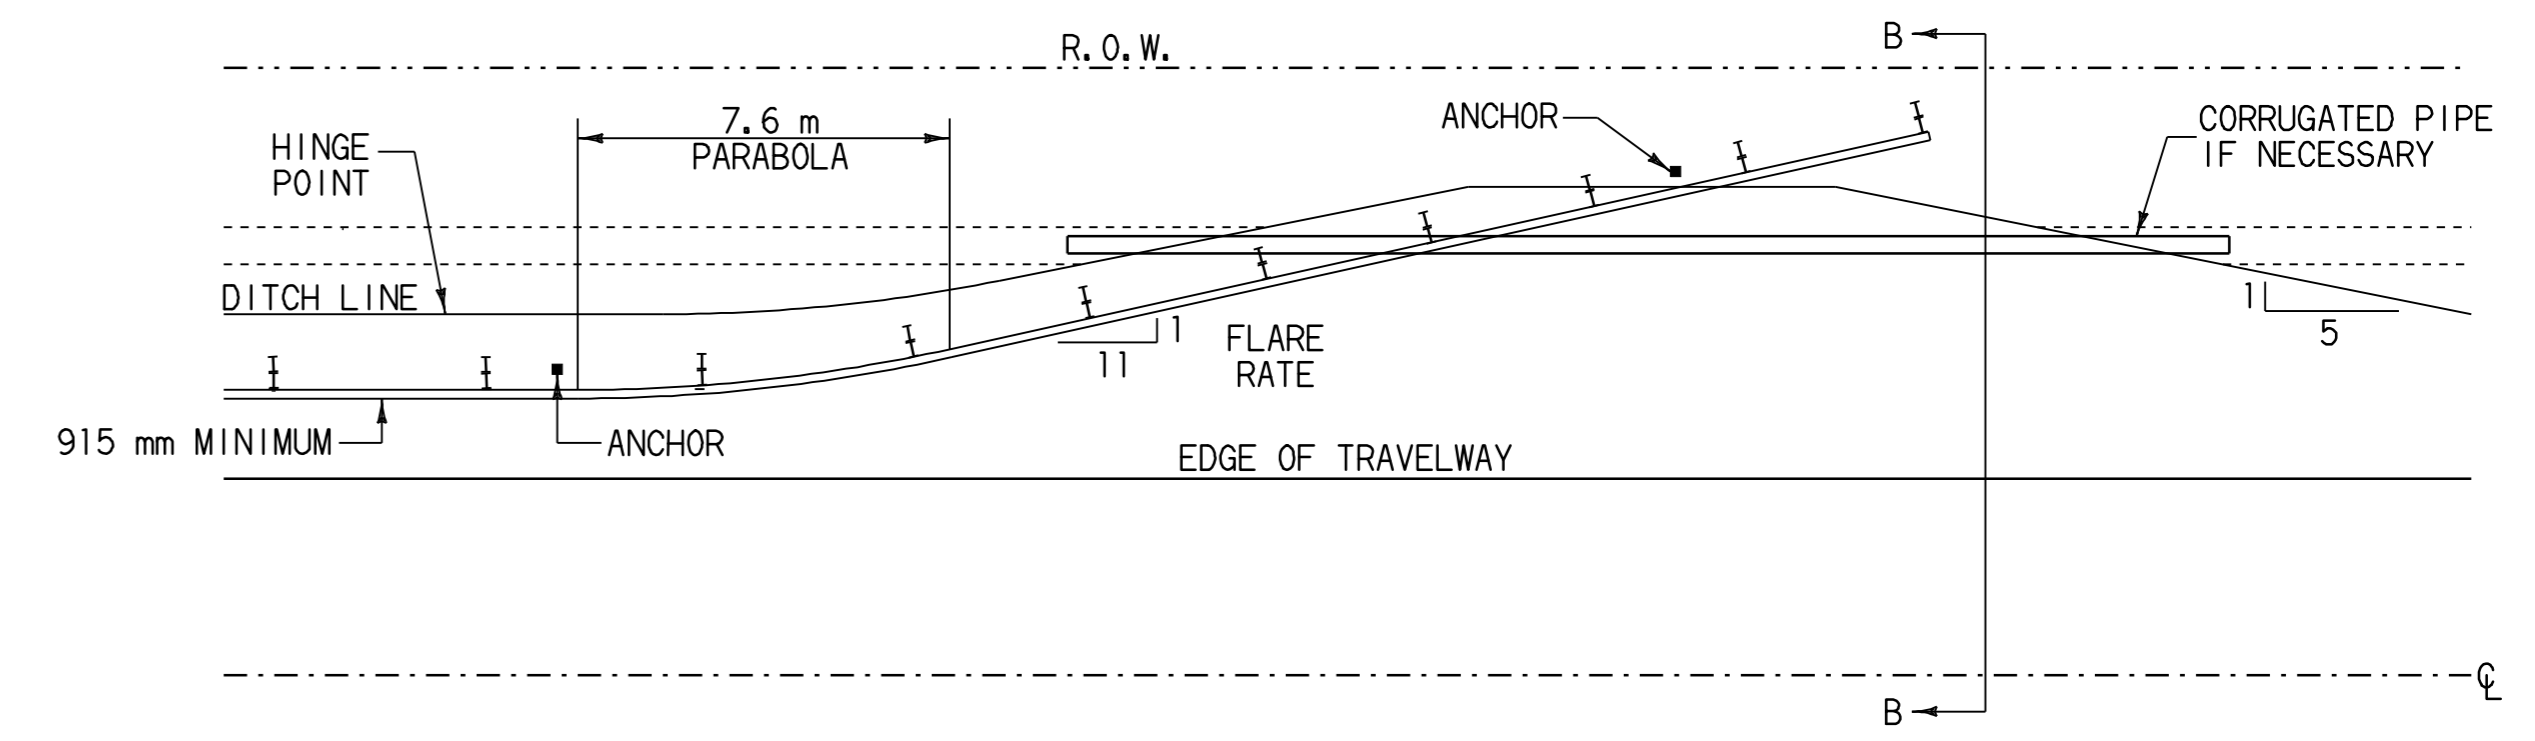 R.O.W.
B
HINGE
POINT
7.6 m
PARABOLA
ANCHOR
CORRUGATED PIPE
IF NECESSARY
DITCH LINE
1
5
1
11
FLARE
RATE
915 mm MINIMUM
ANCHOR
EDGE OF TRAVELWAY
CL
B